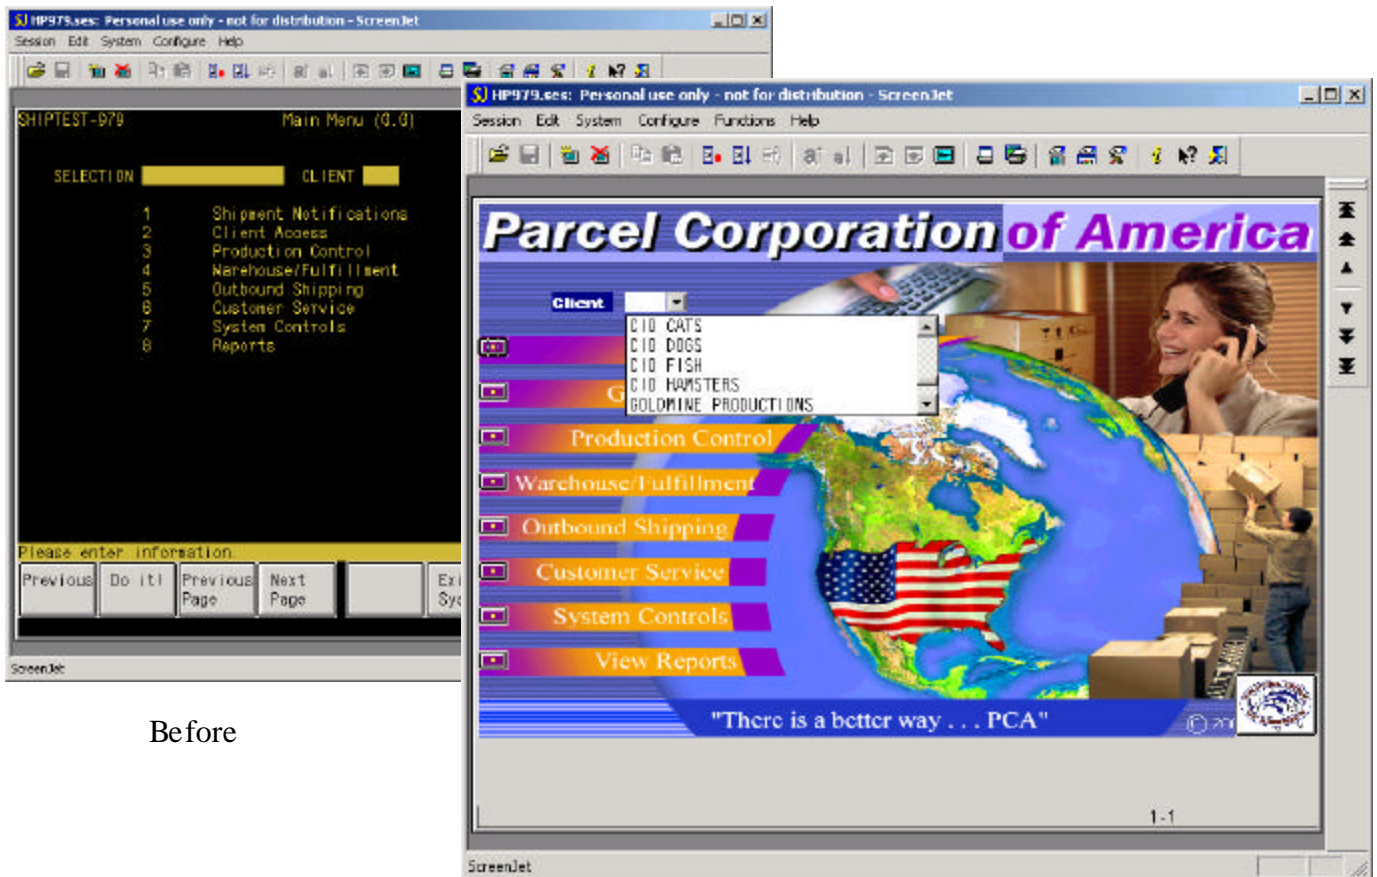 HP979.ses: Personal use only - not for distribution - ScreenJet
Session Edit System Configure Help
SHIPTEST-979 Main Menu (0.0)
SELECTION CLIENT
1 Shipment Notifications
2 Client Access
3 Production Control
4 Warehouse/Fulfillment
5 Outbound Shipping
6 Customer Service
7 System Controls
8 Reports
Please enter information.
Previous Do it! Previous Page Next Page
ScreenJet
Before
HP979.ses: Personal use only - not for distribution - ScreenJet
Session Edit System Configure Functions Help
Parcel Corporation of America
Client
CIO CATS
CIO DOGS
CIO FISH
CIO HAMSTERS
GOLDMINE PRODUCTIONS
Production Control
Warehouse/Fulfillment
Outbound Shipping
Customer Service
System Controls
View Reports
"There is a better way . . . PCA"
1-1
ScreenJet